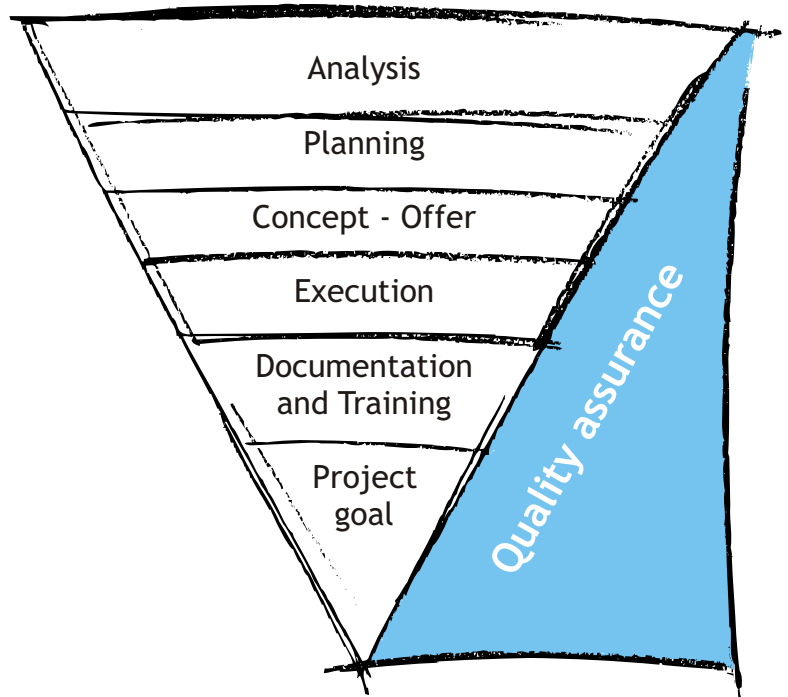 Analysis
Planning
Concept - Offer
Execution
Documentation
and Training
Project
goal
Quality assurance